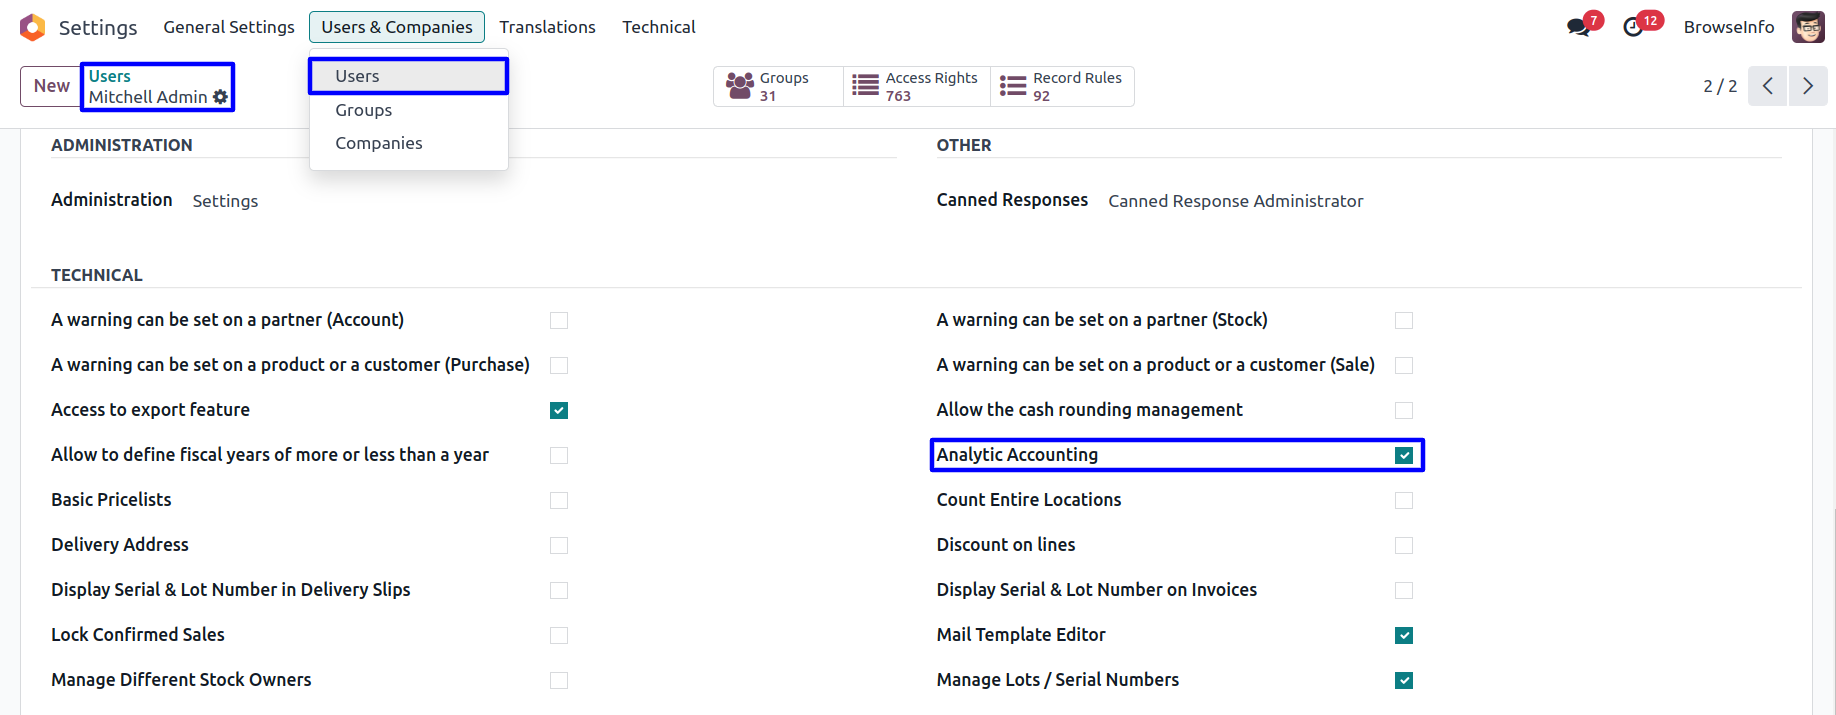 Settings General Settings Users & Companies Translations Technical 7 12 BrowseInfo
New
Users
Mitchell Admin
Users
Groups
Companies
Groups
31
Access Rights
763
Record Rules
92
2 / 2
ADMINISTRATION
Administration Settings
OTHER
Canned Responses Canned Response Administrator
TECHNICAL
A warning can be set on a partner (Account)
A warning can be set on a partner (Stock)
A warning can be set on a product or a customer (Purchase)
A warning can be set on a product or a customer (Sale)
Access to export feature
Allow the cash rounding management
Allow to define fiscal years of more or less than a year
Analytic Accounting
Basic Pricelists
Count Entire Locations
Delivery Address
Discount on lines
Display Serial & Lot Number in Delivery Slips
Display Serial & Lot Number on Invoices
Lock Confirmed Sales
Mail Template Editor
Manage Different Stock Owners
Manage Lots / Serial Numbers